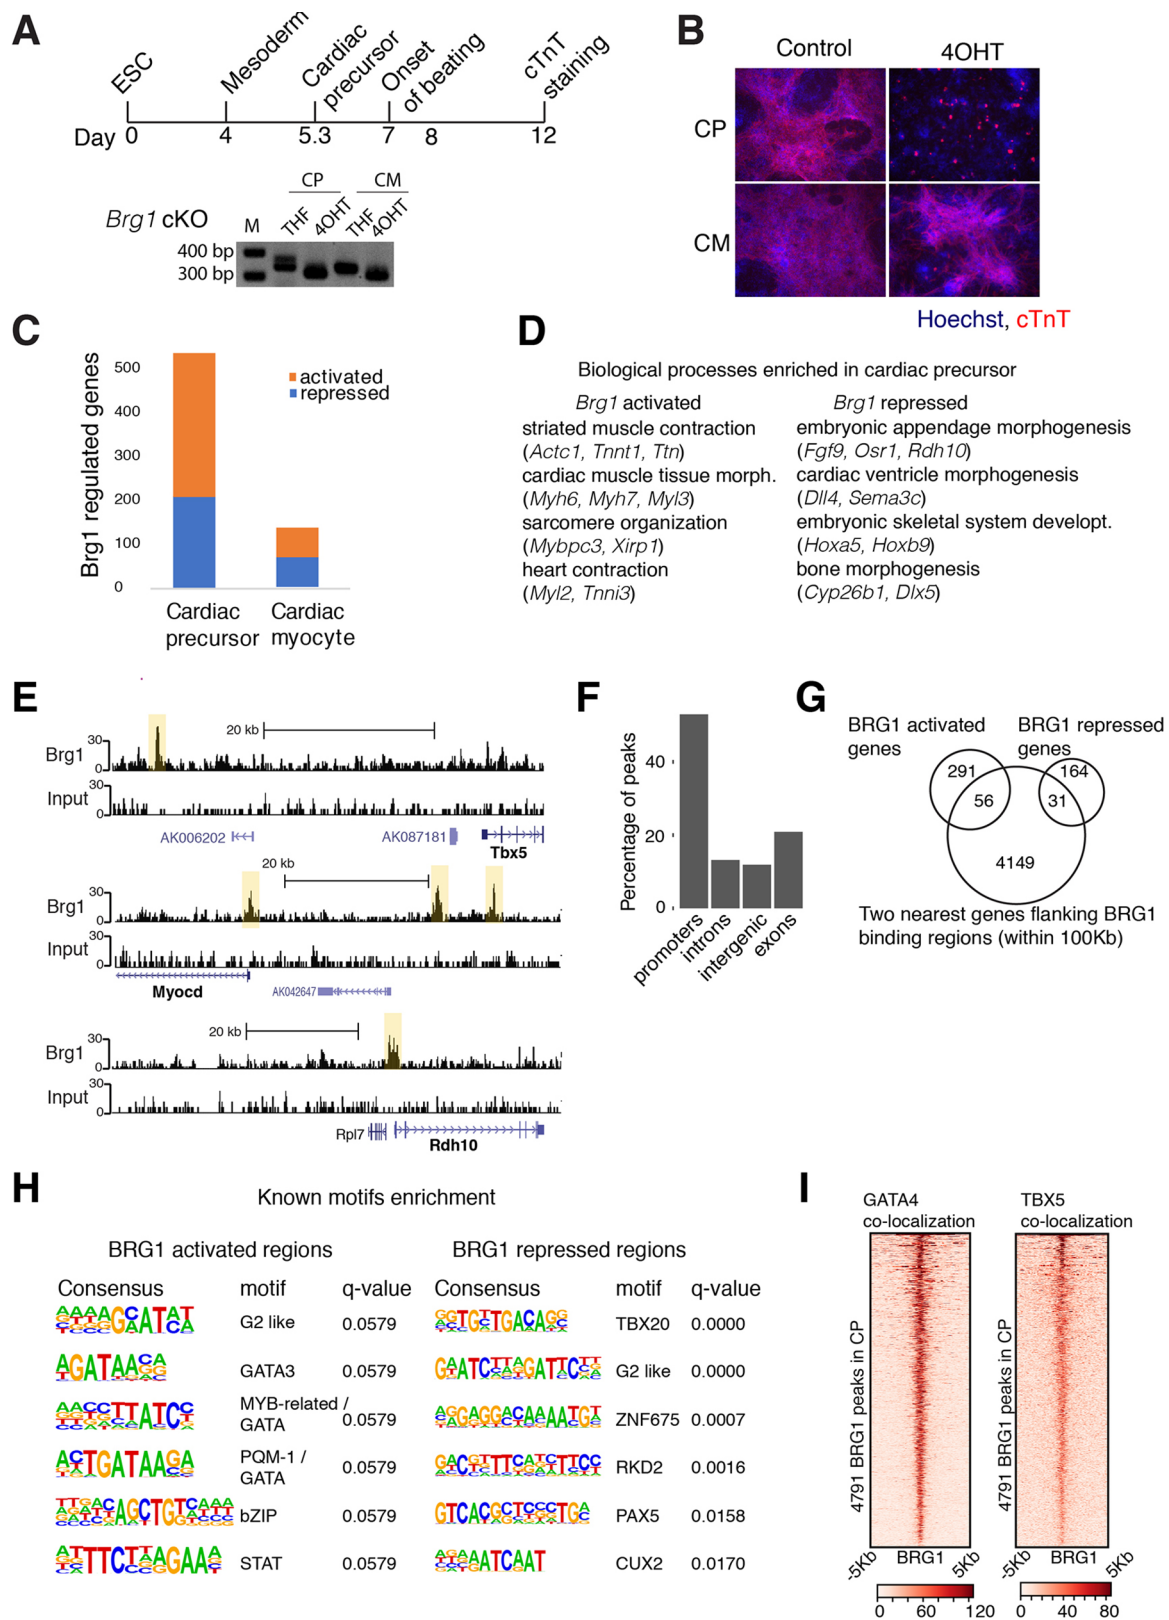 A
ESC
Mesoderm
Cardiac
precursor
Onset
of beating
cTnT
staining
Day 0 4 5.3 7 8 12
CP CM
Brg1 cKO M THF 4OHT THF 4OHT
400 bp
300 bp
B
Control 4OHT
CP
CM
Hoechst, cTnT
C
Brg1 regulated genes
500
400
300
200
100
0
activated
repressed
Cardiac
precursor
Cardiac
myocyte
D
Biological processes enriched in cardiac precursor
Brg1 activated
striated muscle contraction
(Actc1, Tnnt1, Ttn)
cardiac muscle tissue morph.
(Myh6, Myh7, Myl3)
sarcomere organization
(Mybpc3, Xirp1)
heart contraction
(Myl2, Tnni3)
Brg1 repressed
embryonic appendage morphogenesis
(Fgf9, Osr1, Rdh10)
cardiac ventricle morphogenesis
(Dll4, Sema3c)
embryonic skeletal system developt.
(Hoxa5, Hoxb9)
bone morphogenesis
(Cyp26b1, Dlx5)
E
20 kb
Brg1 30 0
Input 30 0
AK006202 AK087181 Tbx5
20 kb
Brg1 30 0
Input 30 0
Myocd AK042647
20 kb
Brg1 30 0
Input 30 0
Rpl7 Rdh10
F
Percentage of peaks
40
20
0
promoters
introns
intergenic
exons
G
BRG1 activated
genes
BRG1 repressed
genes
291 164
56 31
4149
Two nearest genes flanking BRG1
binding regions (within 100Kb)
H
Known motifs enrichment
BRG1 activated regions
Consensus motif q-value
G2 like 0.0579
GATA3 0.0579
MYB-related /
GATA 0.0579
PQM-1 /
GATA 0.0579
bZIP 0.0579
STAT 0.0579
BRG1 repressed regions
Consensus motif q-value
TBX20 0.0000
G2 like 0.0000
ZNF675 0.0007
RKD2 0.0016
PAX5 0.0158
CUX2 0.0170
I
GATA4
co-localization
4791 BRG1 peaks in CP
-5Kb BRG1 5Kb
0 60 120
TBX5
co-localization
4791 BRG1 peaks in CP
-5Kb BRG1 5Kb
0 40 80